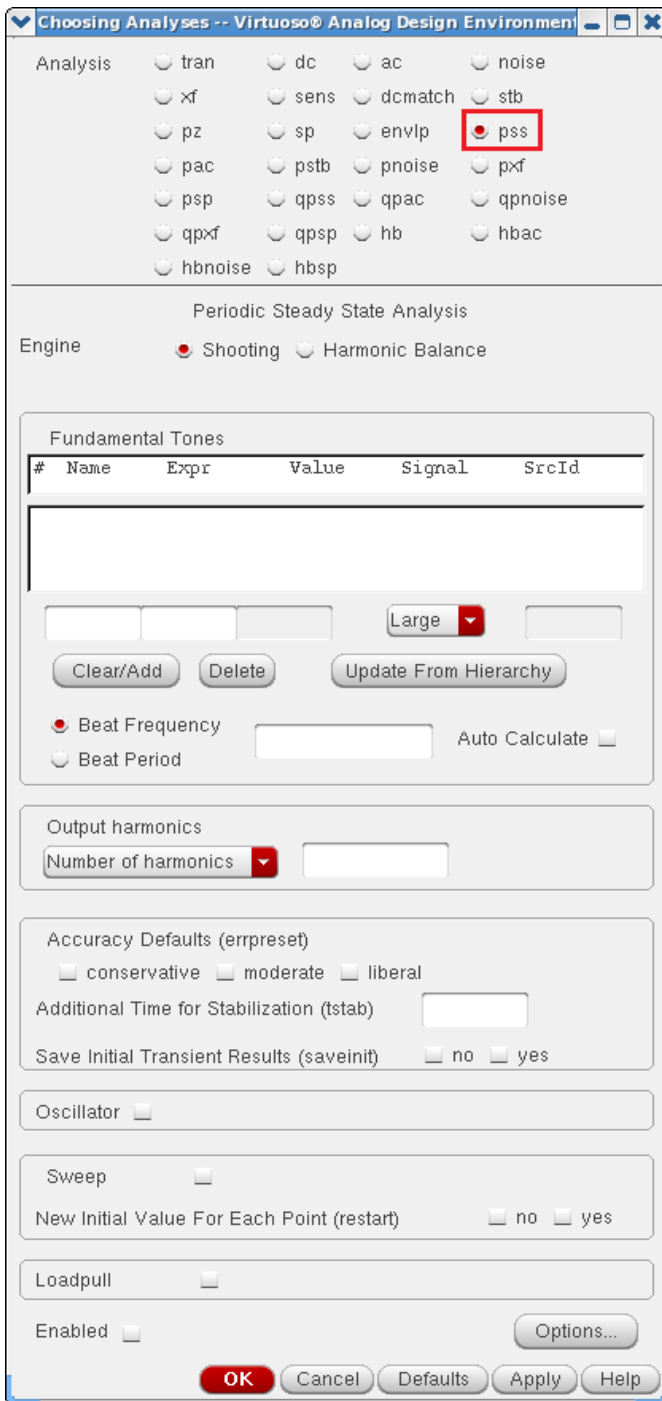 Choosing Analyses -- Virtuoso® Analog Design Environment
Analysis tran dc ac noise
xf sens dcmatch stb
pz sp envlp pss
pac pstb pnoise pxf
psp qpss qpac qpnoise
qpxf qpsp hb hbac
hbnoise hbsp
Periodic Steady State Analysis
Engine Shooting Harmonic Balance
Fundamental Tones
# Name Expr Value Signal SrcId
Large
Clear/Add Delete Update From Hierarchy
Beat Frequency
Auto Calculate
Beat Period
Output harmonics
Number of harmonics
Accuracy Defaults (errpreset)
conservative moderate liberal
Additional Time for Stabilization (tstab)
Save Initial Transient Results (saveinit) no yes
Oscillator
Sweep
New Initial Value For Each Point (restart) no yes
Loadpull
Enabled Options...
OK Cancel Defaults Apply Help